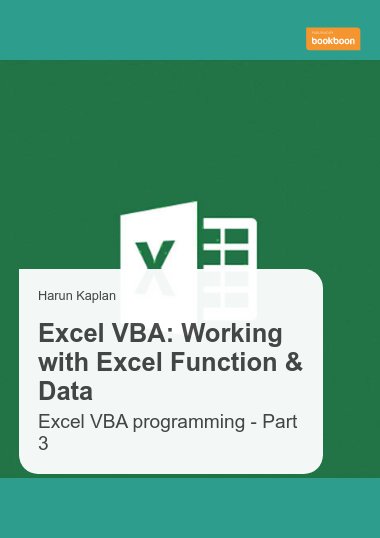 bookboon
Harun Kaplan
Excel VBA: Working
with Excel Function &
Data
Excel VBA programming - Part
3